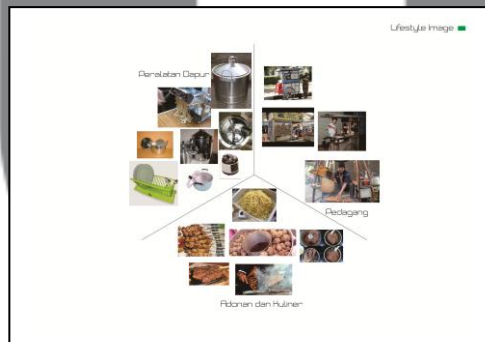 Lifestyle Image
Peralatan Dapur
Pedagang
Adonan dan Kuliner